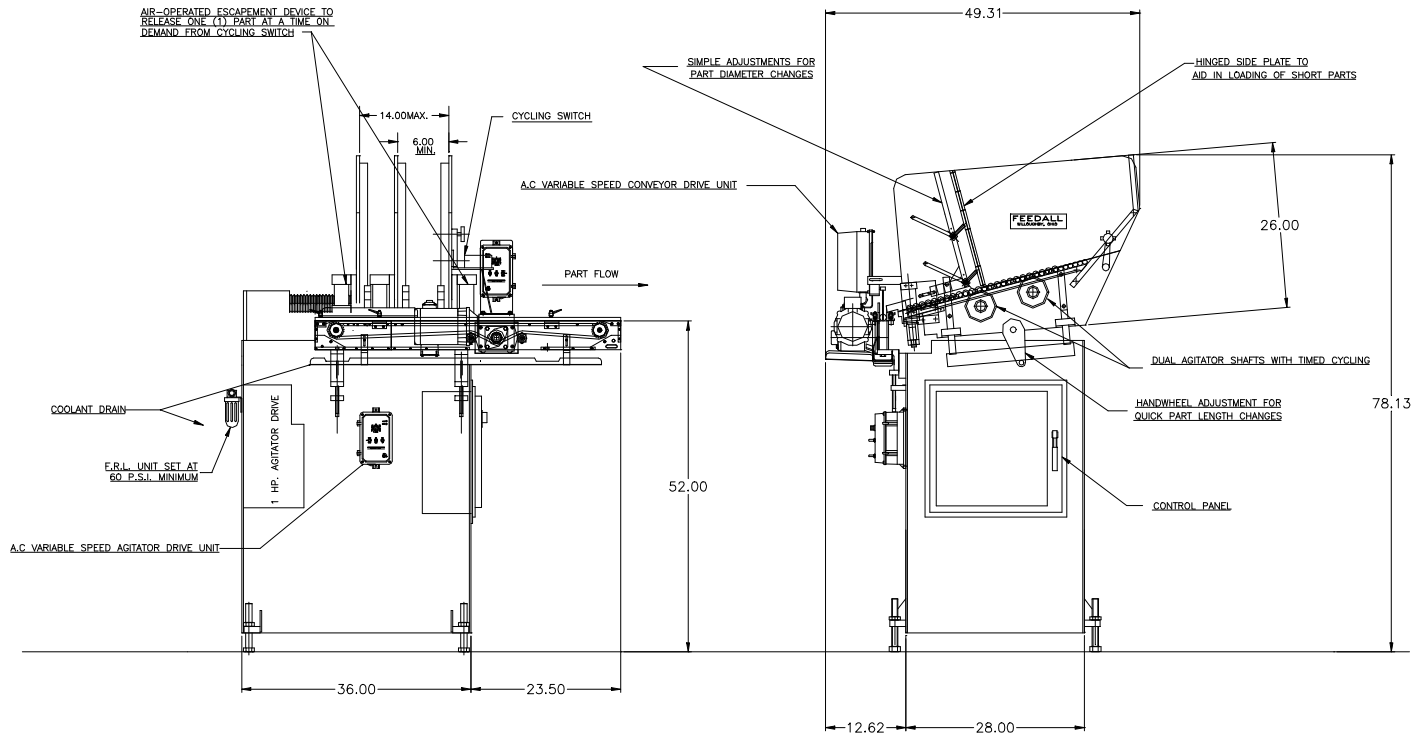 AIR-OPERATED ESCAPEMENT DEVICE TO
RELEASE ONE (1) PART AT A TIME ON
DEMAND FROM CYCLING SWITCH
14.00MAX.
6.00
MIN.
CYCLING SWITCH
A.C VARIABLE SPEED CONVEYOR DRIVE UNIT
PART FLOW
COOLANT DRAIN
F.R.L. UNIT SET AT
60 P.S.I. MINIMUM
1 HP. AGITATOR DRIVE
A.C VARIABLE SPEED AGITATOR DRIVE UNIT
52.00
36.00
23.50
49.31
SIMPLE ADJUSTMENTS FOR
PART DIAMETER CHANGES
HINGED SIDE PLATE TO
AID IN LOADING OF SHORT PARTS
FEEDALL
WILLOUGHBY, OHIO
26.00
78.13
DUAL AGITATOR SHAFTS WITH TIMED CYCLING
HANDWHEEL ADJUSTMENT FOR
QUICK PART LENGTH CHANGES
CONTROL PANEL
12.62
28.00